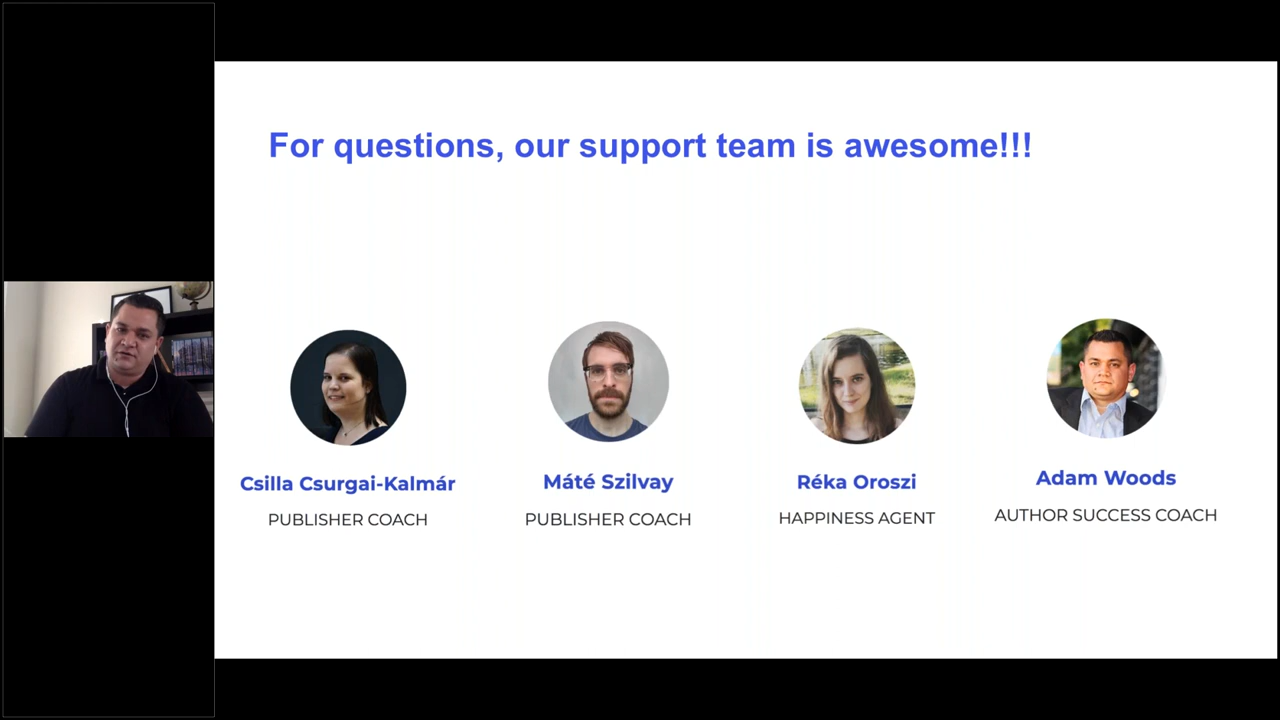 For questions, our support team is awesome!!!
Csilla Csurgai-Kalmár
PUBLISHER COACH
Máté Szilvay
PUBLISHER COACH
Réka Oroszi
HAPPINESS AGENT
Adam Woods
AUTHOR SUCCESS COACH